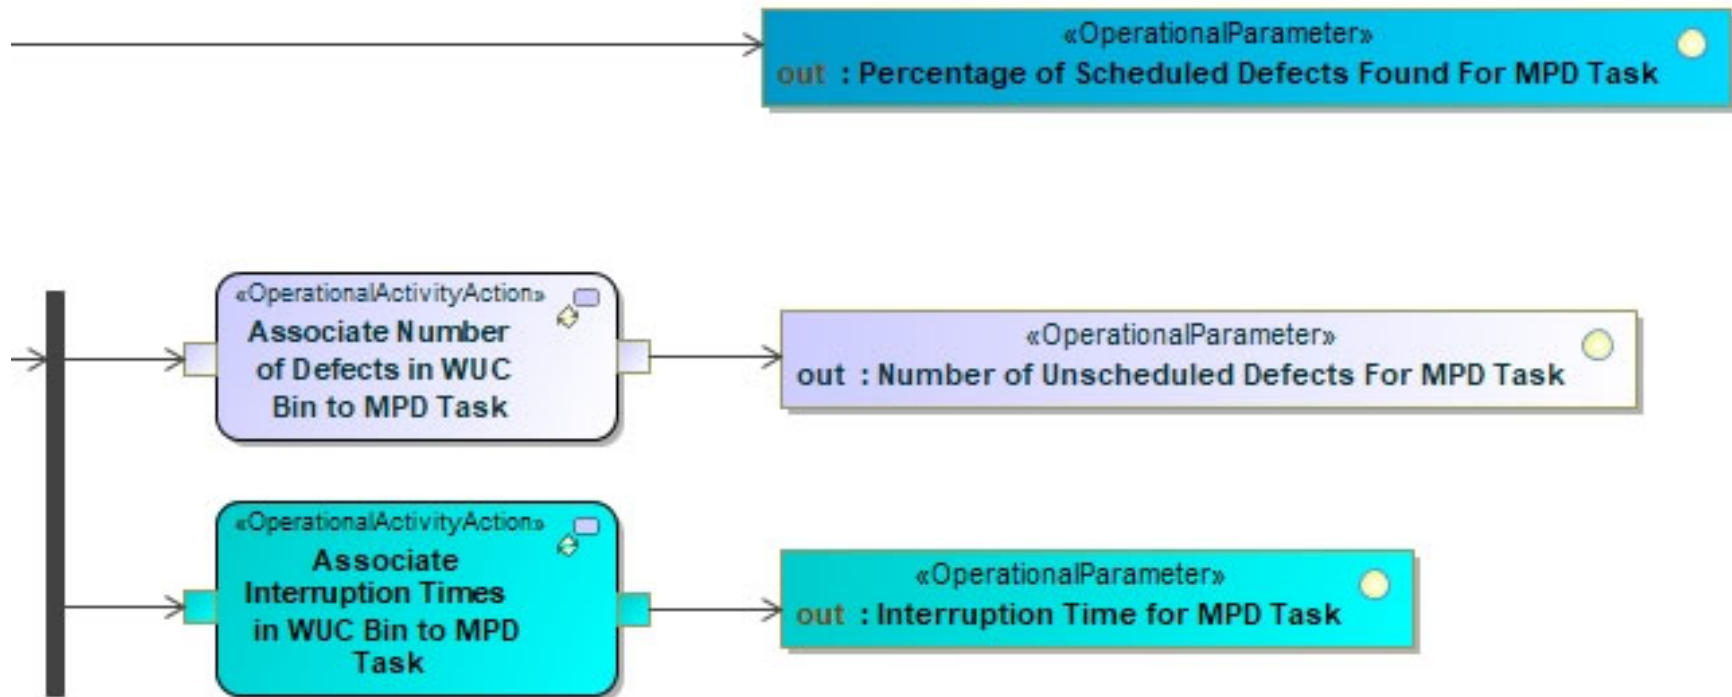 «OperationalParameter»
out : Percentage of Scheduled Defects Found For MPD Task
«OperationalActivityAction»
Associate Number
of Defects in WUC
Bin to MPD Task
«OperationalParameter»
out : Number of Unscheduled Defects For MPD Task
«OperationalActivityAction»
Associate
Interruption Times
in WUC Bin to MPD
Task
«OperationalParameter»
out : Interruption Time for MPD Task